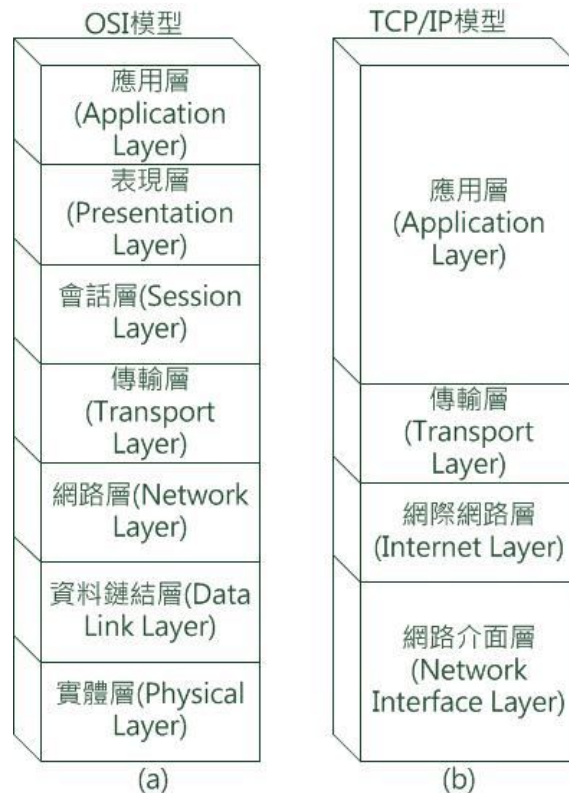 OSI模型
應用層
(Application
Layer)
表現層
(Presentation
Layer)
會話層(Session
Layer)
傳輸層
(Transport
Layer)
網路層(Network
Layer)
資料鏈結層(Data
Link Layer)
實體層(Physical
Layer)
(a)
TCP/IP模型
應用層
(Application
Layer)
傳輸層
(Transport
Layer)
網際網路層
(Internet Layer)
網路介面層
(Network
Interface Layer)
(b)